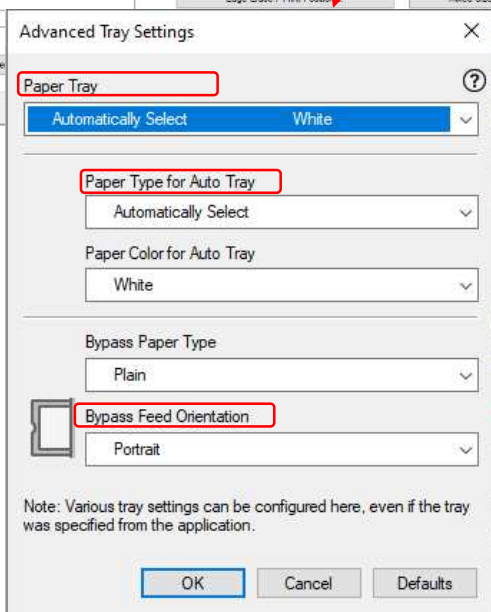 Advanced Tray Settings
Paper Tray
Automatically Select White
Paper Type for Auto Tray
Automatically Select
Paper Color for Auto Tray
White
Bypass Paper Type
Plain
Bypass Feed Orientation
Portrait
Note: Various tray settings can be configured here, even if the tray
was specified from the application.
OK Cancel Defaults